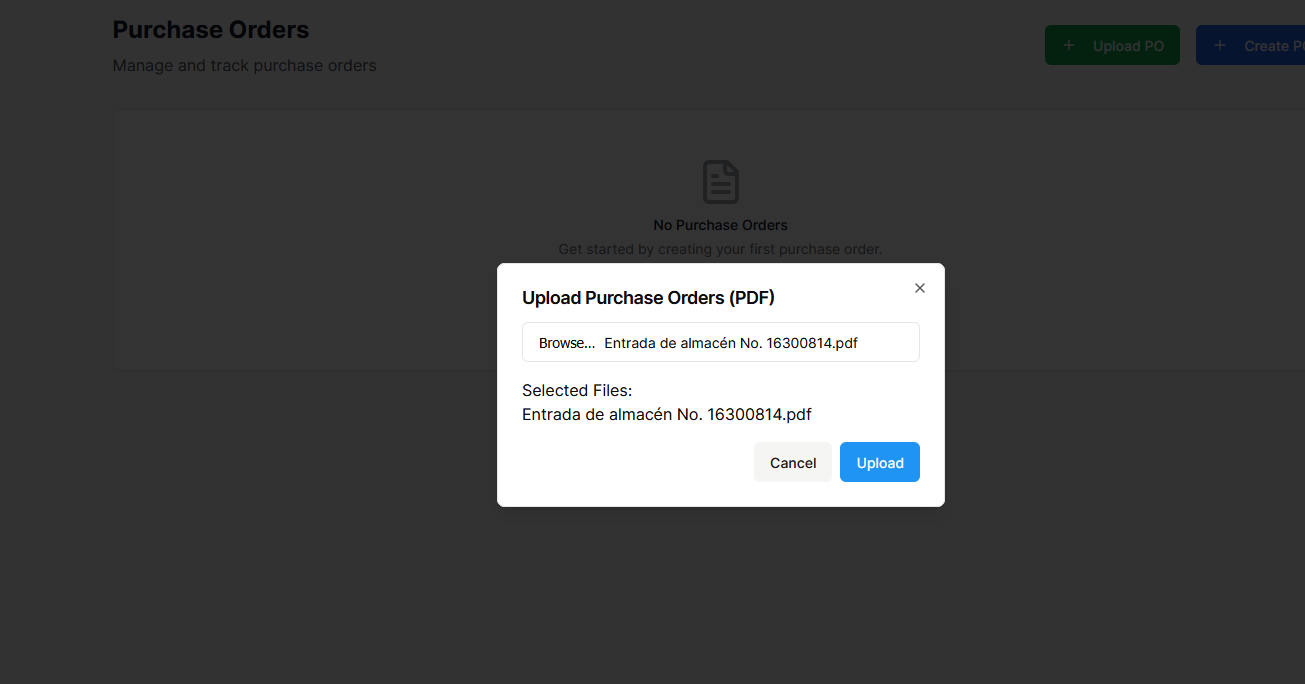 Purchase Orders
Manage and track purchase orders
+ Upload PO
+ Create PO
No Purchase Orders
Get started by creating your first purchase order.
Upload Purchase Orders (PDF)
Browse... Entrada de almacén No. 16300814.pdf
Selected Files:
Entrada de almacén No. 16300814.pdf
Cancel
Upload